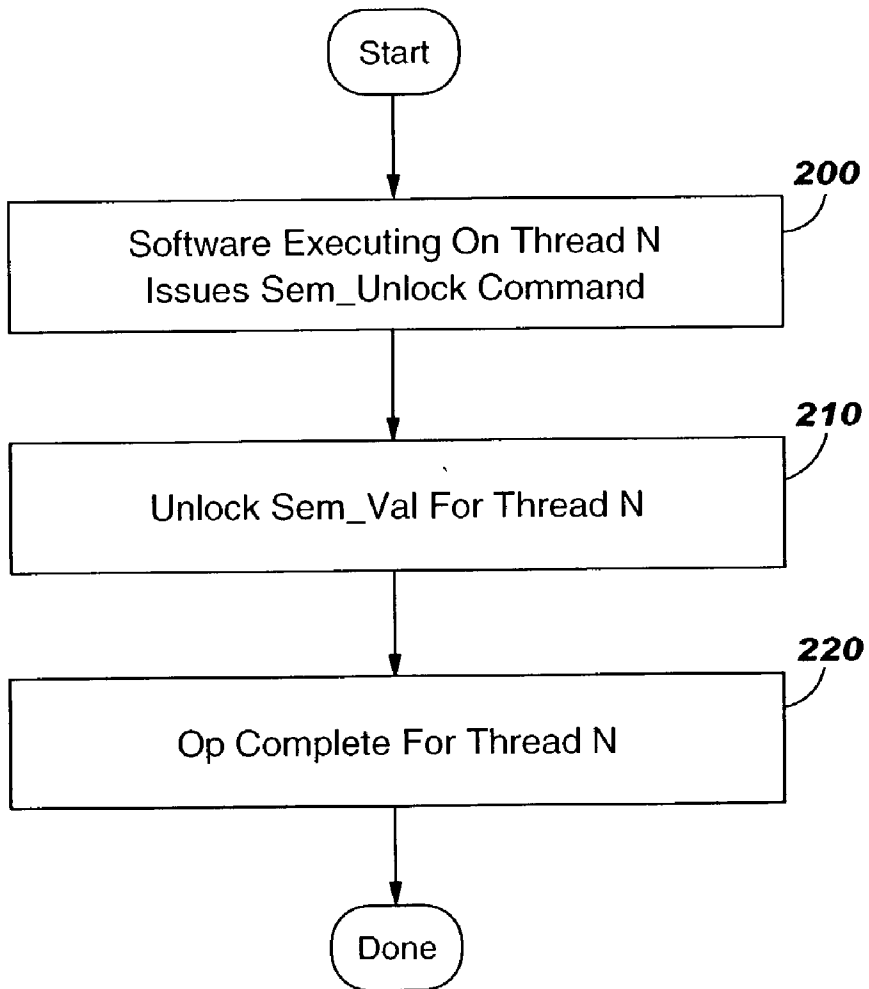 Start
200
Software Executing On Thread N
Issues Sem_Unlock Command
210
Unlock Sem_Val For Thread N
220
Op Complete For Thread N
Done